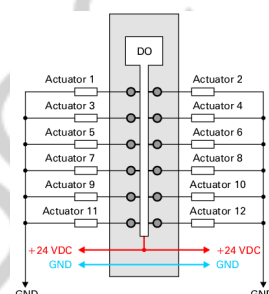 DO
Actuator 1 Actuator 2
Actuator 3 Actuator 4
Actuator 5 Actuator 6
Actuator 7 Actuator 8
Actuator 9 Actuator 10
Actuator 11 Actuator 12
+24 VDC +24 VDC
GND GND
GND GND